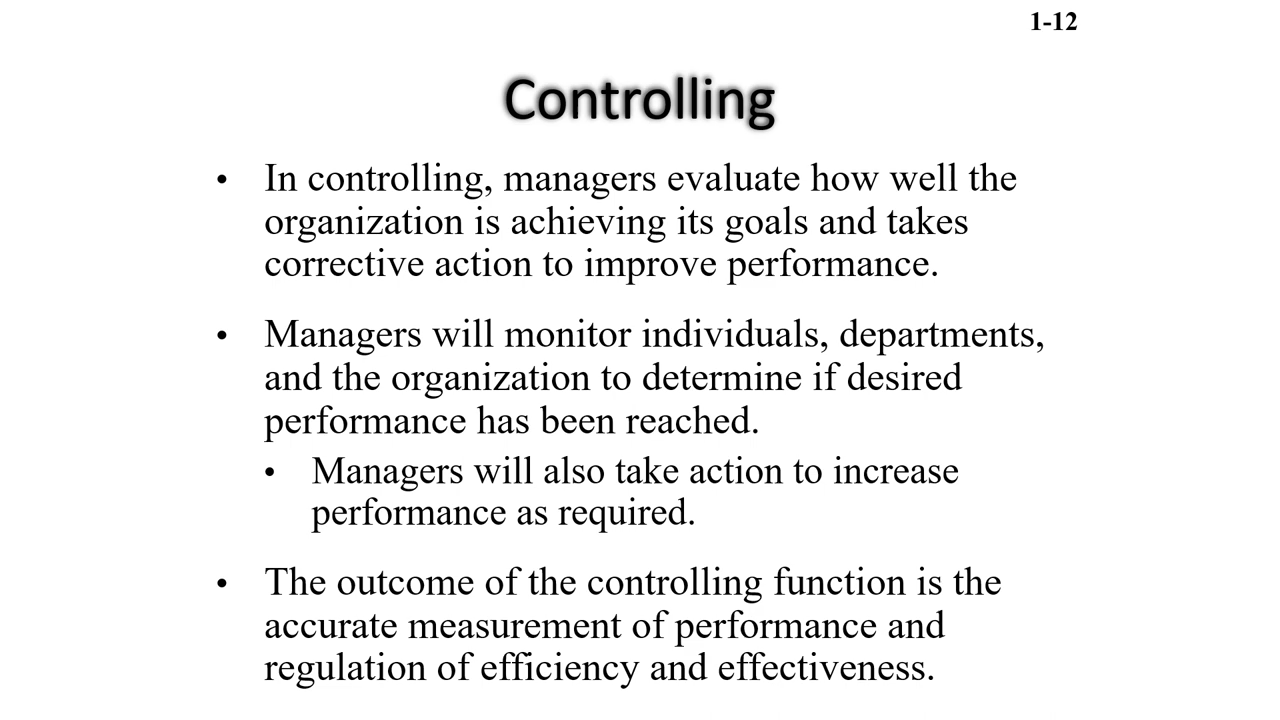 1-12
Controlling
• In controlling, managers evaluate how well the
organization is achieving its goals and takes
corrective action to improve performance.
• Managers will monitor individuals, departments,
and the organization to determine if desired
performance has been reached.
• Managers will also take action to increase
performance as required.
• The outcome of the controlling function is the
accurate measurement of performance and
regulation of efficiency and effectiveness.